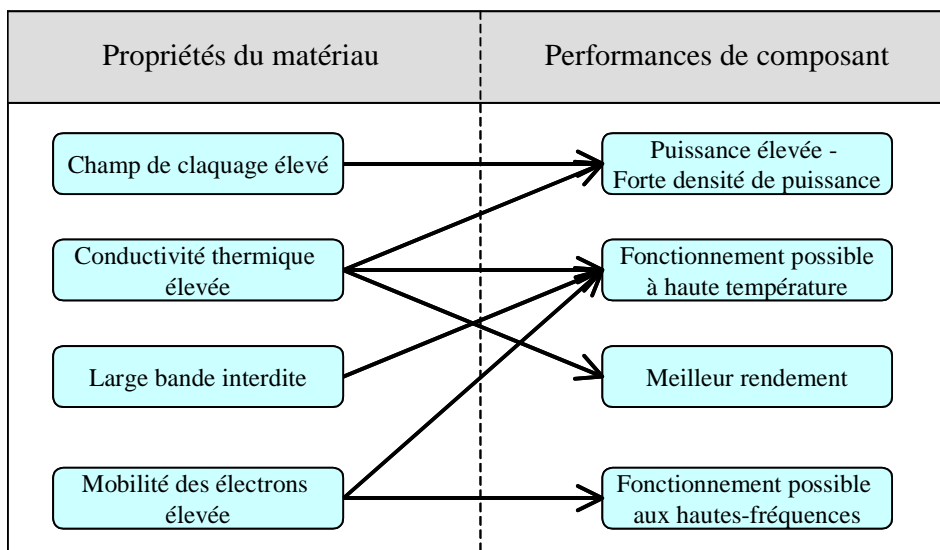 Propriétés du matériau
Performances de composant
Champ de claquage élevé
Puissance élevée -
Forte densité de puissance
Conductivité thermique
élevée
Fonctionnement possible
à haute température
Large bande interdite
Meilleur rendement
Mobilité des électrons
élevée
Fonctionnement possible
aux hautes-fréquences